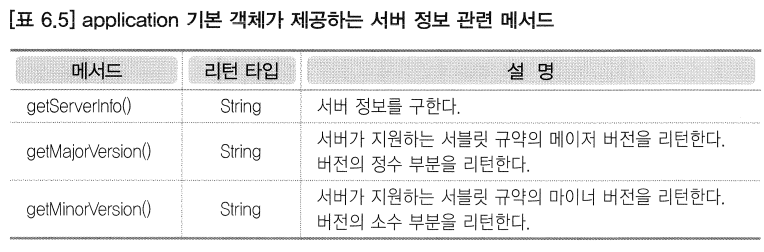 [표 6.5] application 기본 객체가 제공하는 서버 정보 관련 메서드
메서드 리턴 타입 설 명
getServerInfo() String 서버 정보를 구한다.
getMajorVersion() String 서버가 지원하는 서블릿 규약의 메이저 버전을 리턴한다.
버전의 정수 부분을 리턴한다.
getMinorVersion() String 서버가 지원하는 서블릿 규약의 마이너 버전을 리턴한다.
버전의 소수 부분을 리턴한다.